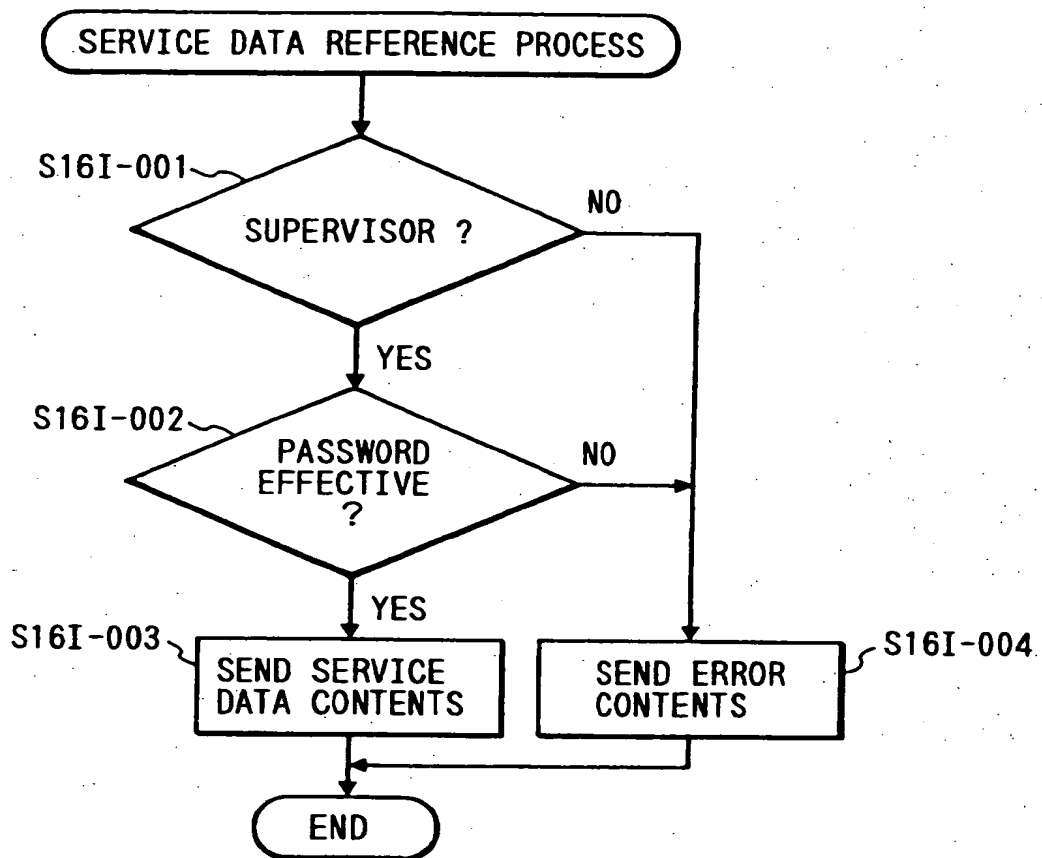 SERVICE DATA REFERENCE PROCESS
S16I-001
SUPERVISOR ?
NO
YES
S16I-002
PASSWORD
EFFECTIVE
?
NO
YES
S16I-003
SEND SERVICE
DATA CONTENTS
SEND ERROR
CONTENTS
S16I-004
END